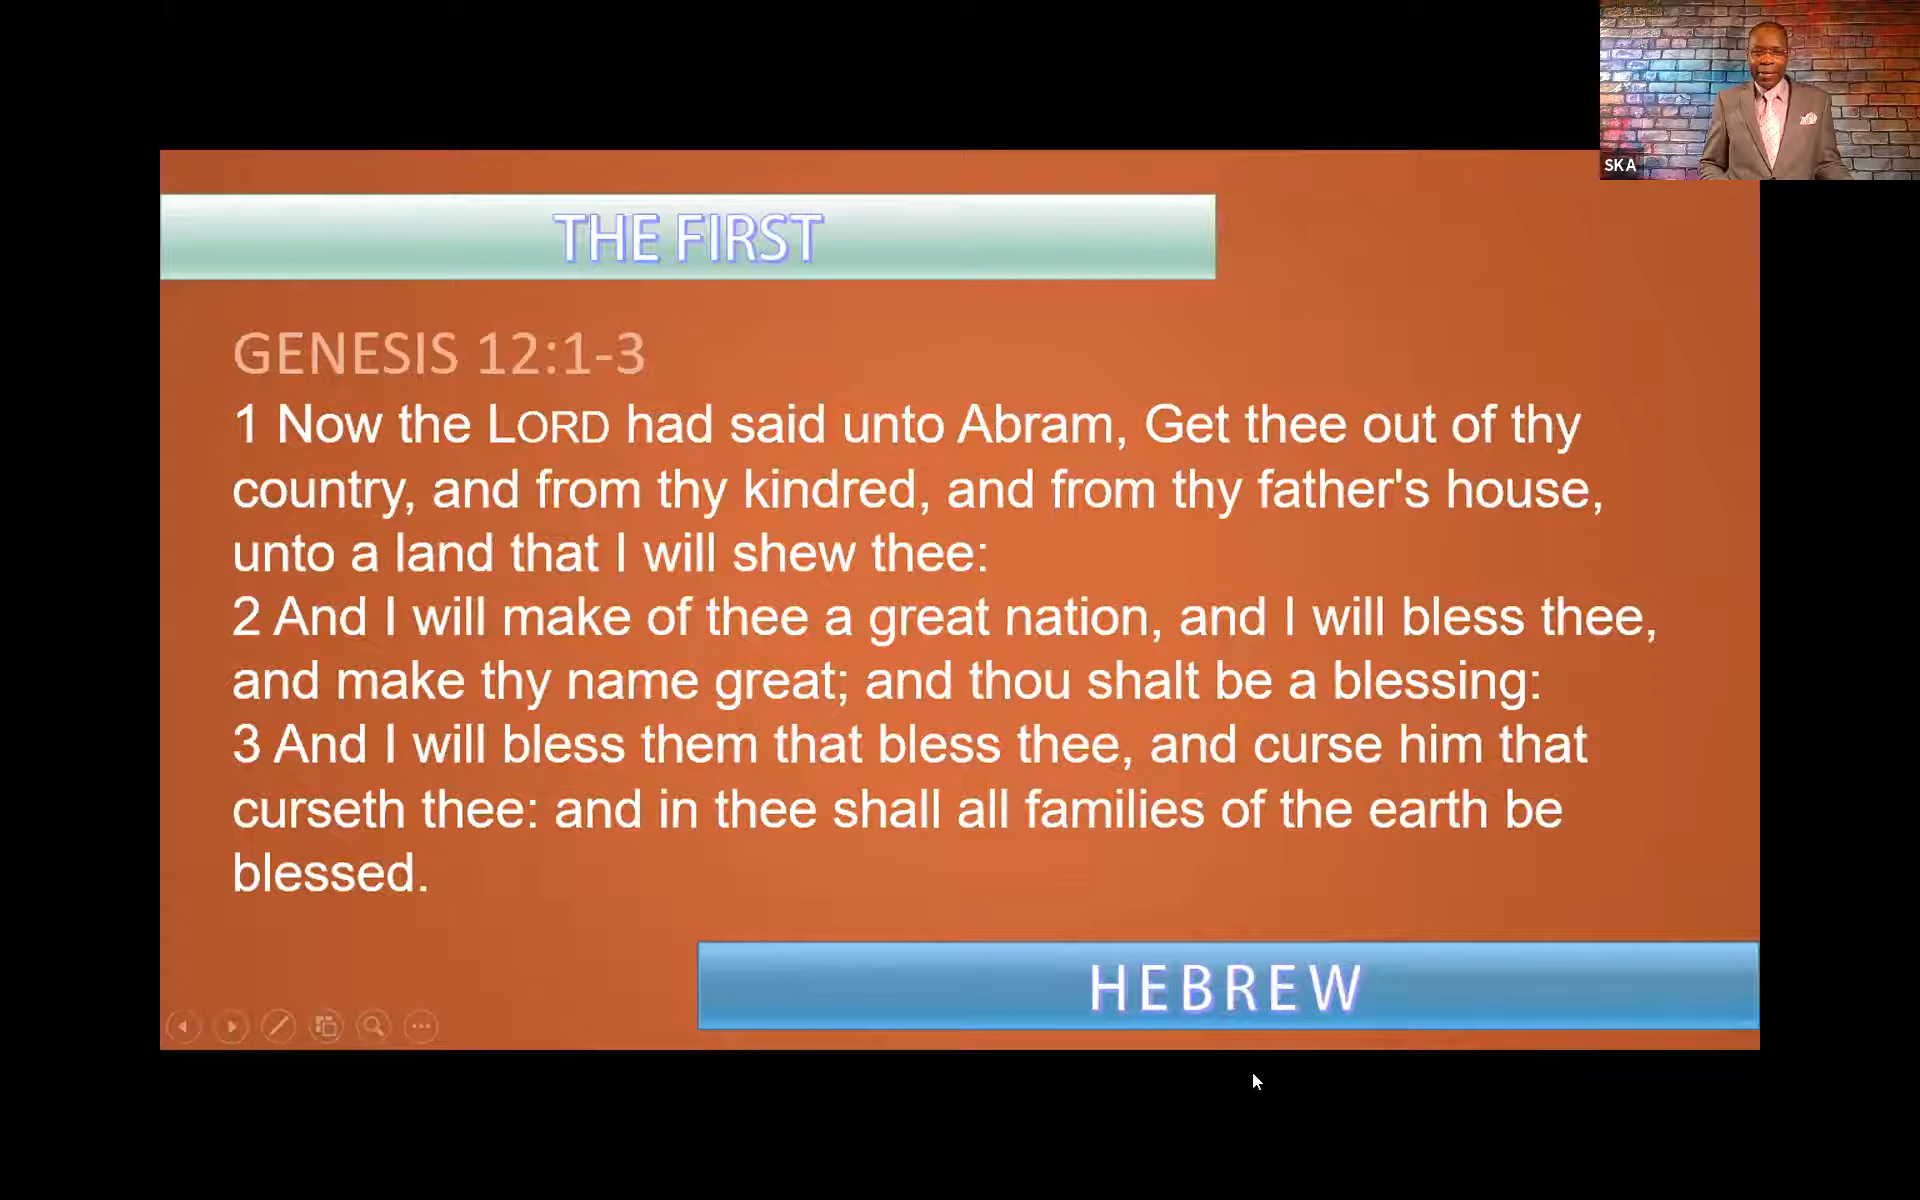 SKA
THE FIRST
GENESIS 12:1-3
1 Now the LORD had said unto Abram, Get thee out of thy
country, and from thy kindred, and from thy father's house,
unto a land that I will shew thee:
2 And I will make of thee a great nation, and I will bless thee,
and make thy name great; and thou shalt be a blessing:
3 And I will bless them that bless thee, and curse him that
curseth thee: and in thee shall all families of the earth be
blessed.
HEBREW